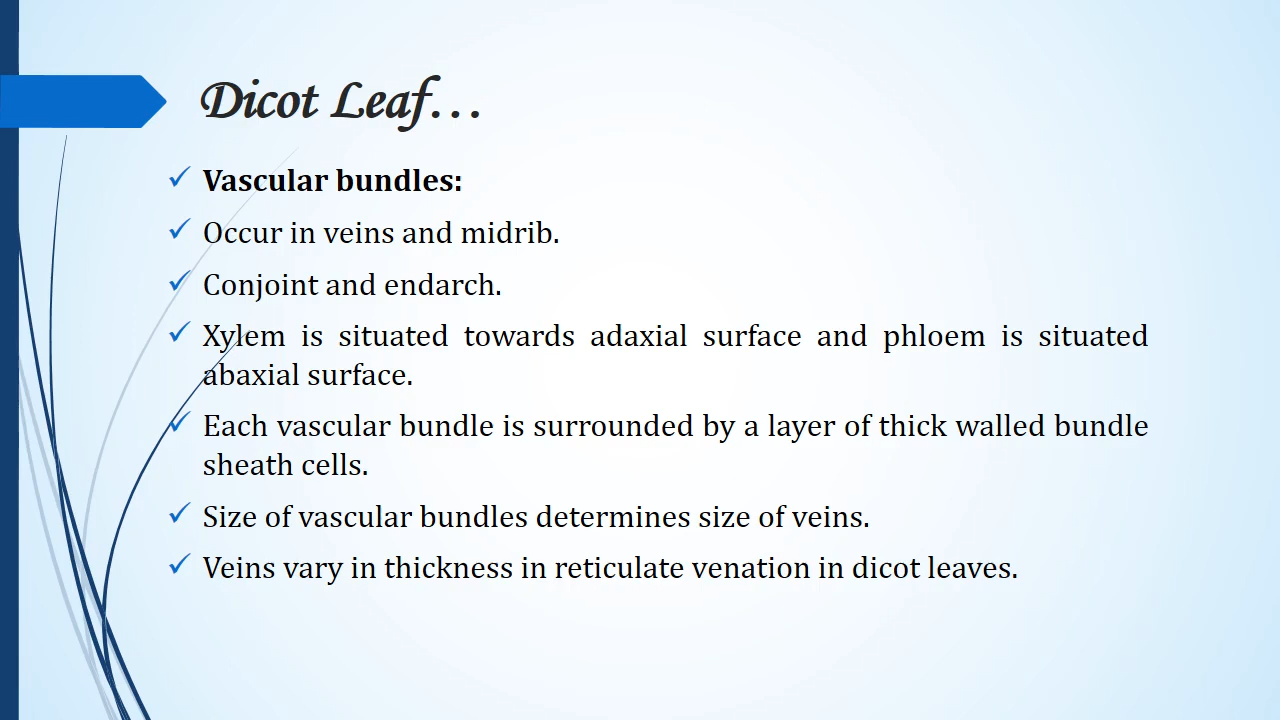 Dicot Leaf...
✓ Vascular bundles:
✓ Occur in veins and midrib.
✓ Conjoint and endarch.
✓ Xylem is situated towards adaxial surface and phloem is situated
abaxial surface.
✓ Each vascular bundle is surrounded by a layer of thick walled bundle
sheath cells.
✓ Size of vascular bundles determines size of veins.
✓ Veins vary in thickness in reticulate venation in dicot leaves.